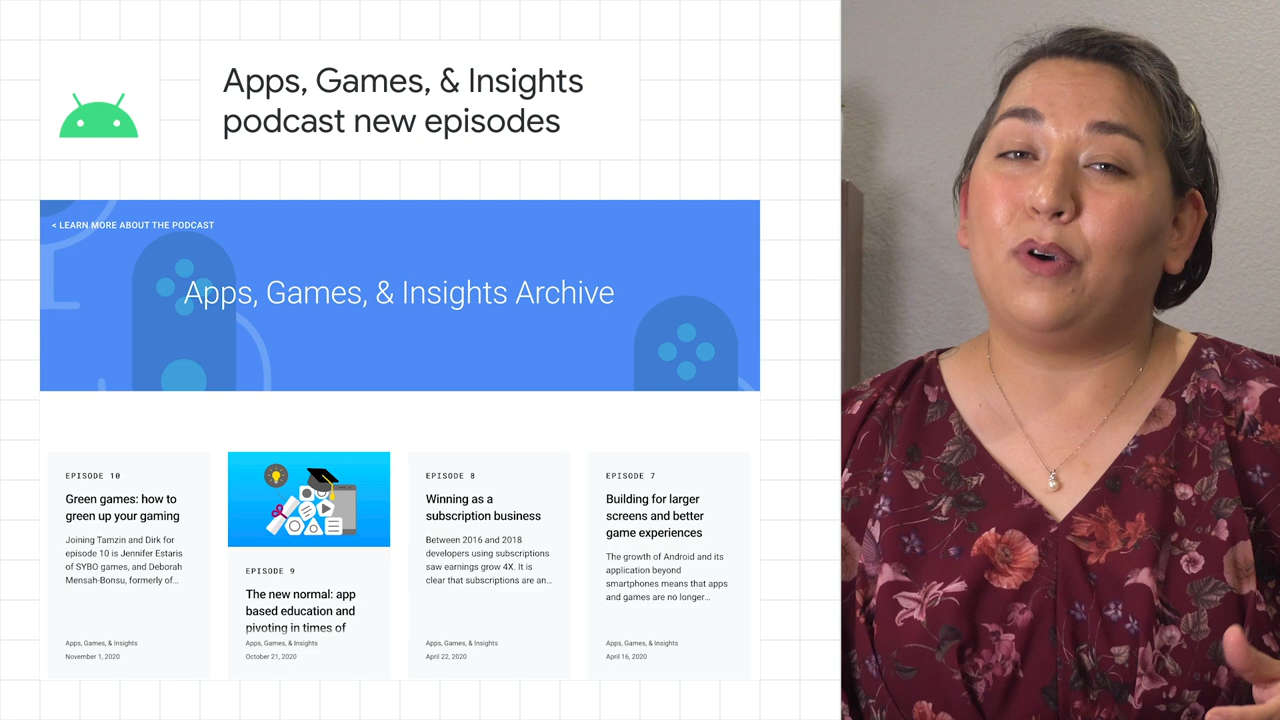 Apps, Games, & Insights
podcast new episodes
< LEARN MORE ABOUT THE PODCAST
Apps, Games, & Insights Archive
EPISODE 10
Green games: how to
green up your gaming
Joining Tamzin and Dirk for
episode 10 is Jennifer Estaris
of SYBO games, and Deborah
Mensah-Bonsu, formerly of…
Apps, Games, & Insights
November 1, 2020
EPISODE 9
The new normal: app
based education and
pivoting in times of
Apps, Games, & Insights
October 21, 2020
EPISODE 8
Winning as a
subscription business
Between 2016 and 2018
developers using subscriptions
saw earnings grow 4X. It is
clear that subscriptions are an…
Apps, Games, & Insights
April 22, 2020
EPISODE 7
Building for larger
screens and better
game experiences
The growth of Android and its
application beyond
smartphones means that apps
and games are no longer…
Apps, Games, & Insights
April 16, 2020